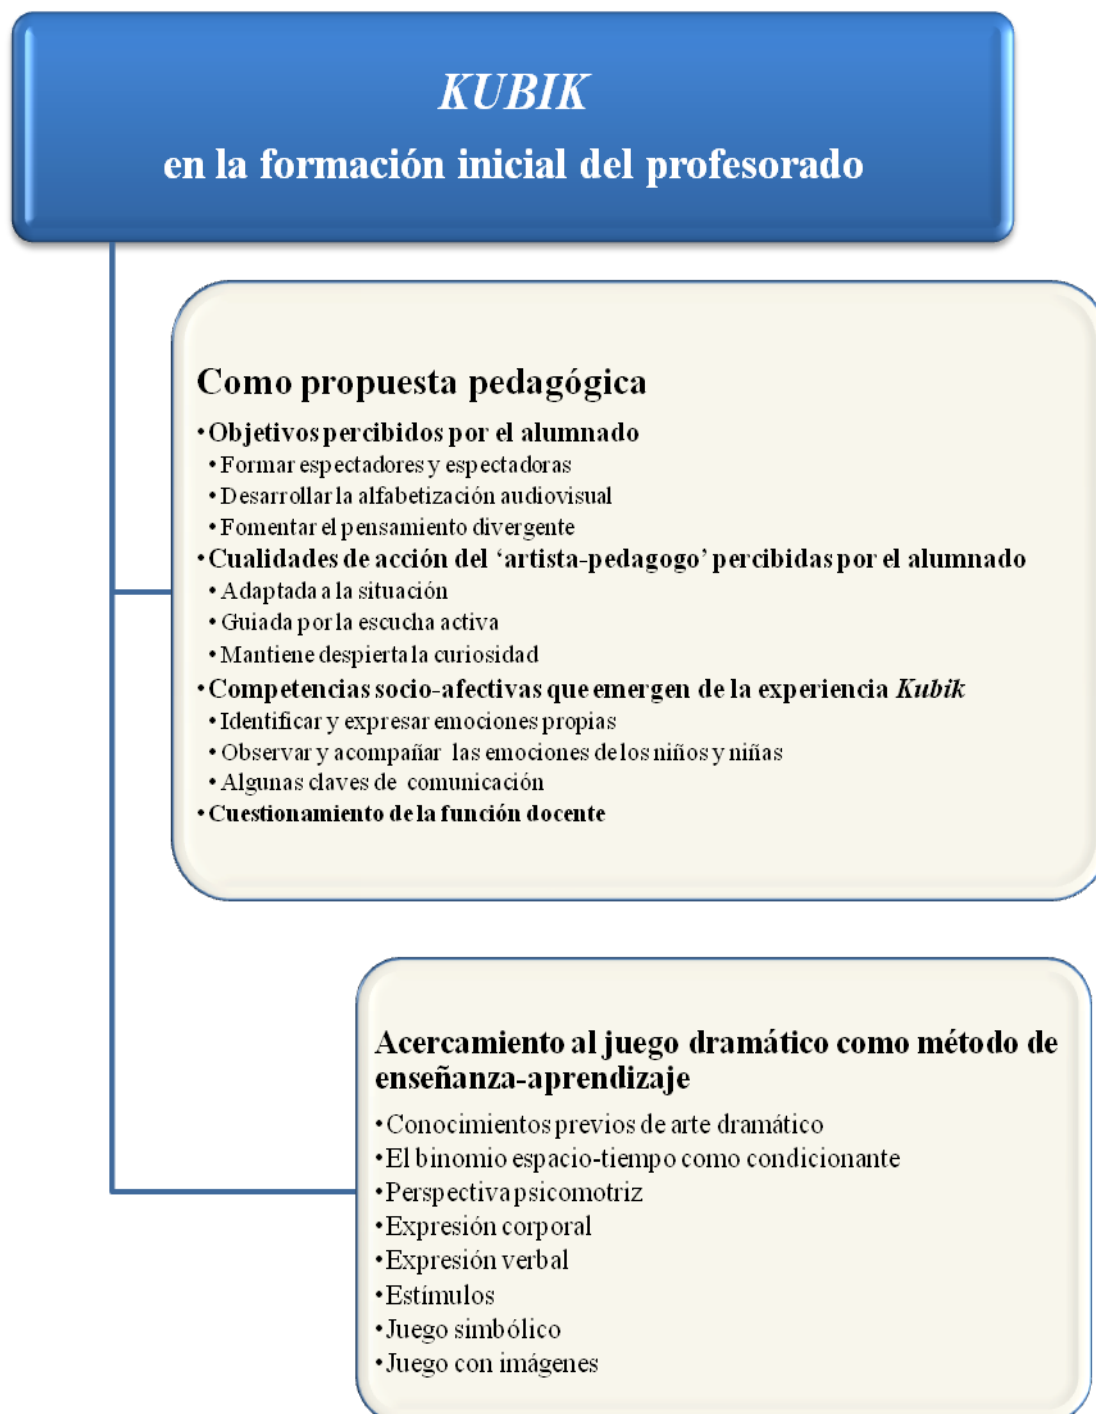 KUBIK
en la formación inicial del profesorado
Como propuesta pedagógica
•Objetivos percibidos por el alumnado
•Formar espectadores y espectadoras
•Desarrollar la alfabetización audiovisual
•Fomentar el pensamiento divergente
•Cualidades de acción del ‘artista-pedagogo’ percibidas por el alumnado
•Adaptada a la situación
•Guiada por la escucha activa
•Mantiene despierta la curiosidad
•Competencias socio-afectivas que emergen de la experiencia Kubik
•Identificar y expresar emociones propias
•Observar y acompañar las emociones de los niños y niñas
•Algunas claves de comunicación
•Cuestionamiento de la función docente
Acercamiento al juego dramático como método de
enseñanza-aprendizaje
•Conocimientos previos de arte dramático
•El binomio espacio-tiempo como condicionante
•Perspectiva psicomotriz
•Expresión corporal
•Expresión verbal
•Estímulos
•Juego simbólico
•Juego con imágenes